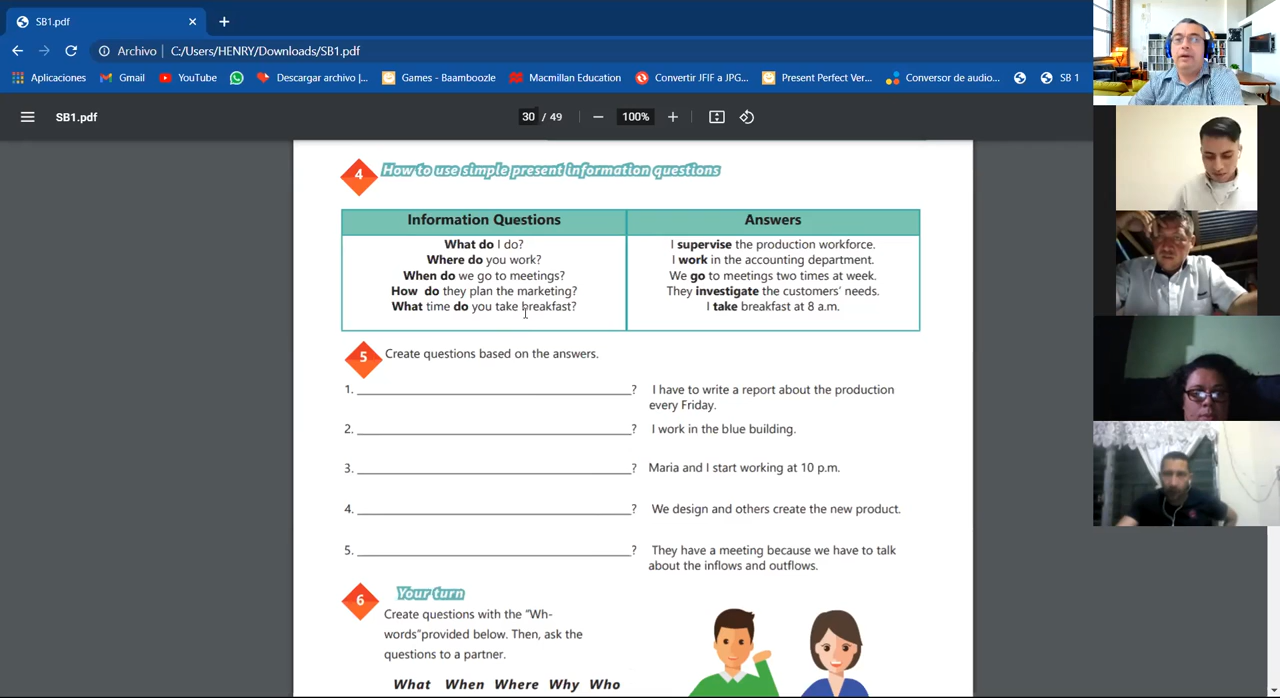 SB1.pdf
Archivo | C:/Users/HENRY/Downloads/SB1.pdf
Aplicaciones Gmail YouTube Descargar archivo |... Games - Baamboozle Macmillan Education Convertir JFIF a JPG... Present Perfect Ver... Conversor de audio... SB 1
SB1.pdf 30 / 49 100%
4 How to use simple present information questions
Information Questions Answers
What do I do? I supervise the production workforce.
Where do you work? I work in the accounting department.
When do we go to meetings? We go to meetings two times at week.
How do they plan the marketing? They investigate the customers' needs.
What time do you take breakfast? I take breakfast at 8 a.m.
5 Create questions based on the answers.
1. ? I have to write a report about the production
every Friday.
2. ? I work in the blue building.
3. ? Maria and I start working at 10 p.m.
4. ? We design and others create the new product.
5. ? They have a meeting because we have to talk
about the inflows and outflows.
6 Your turn
Create questions with the "Wh-
words"provided below. Then, ask the
questions to a partner.
What When Where Why Who